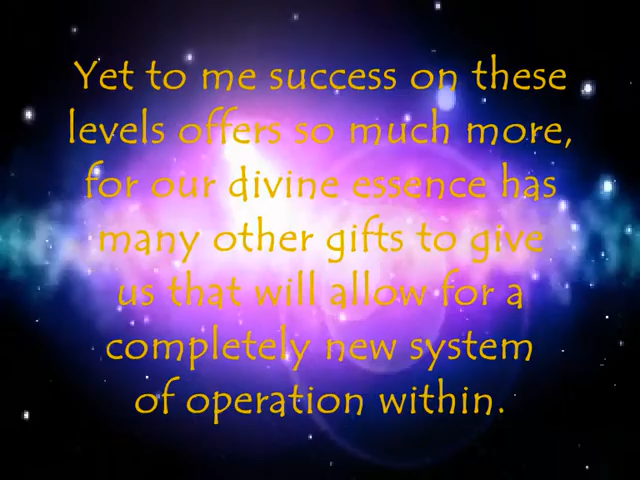 Yet to me success on these
levels offers so much more,
for our divine essence has
many other gifts to give
us that will allow for a
completely new system
of operation within.